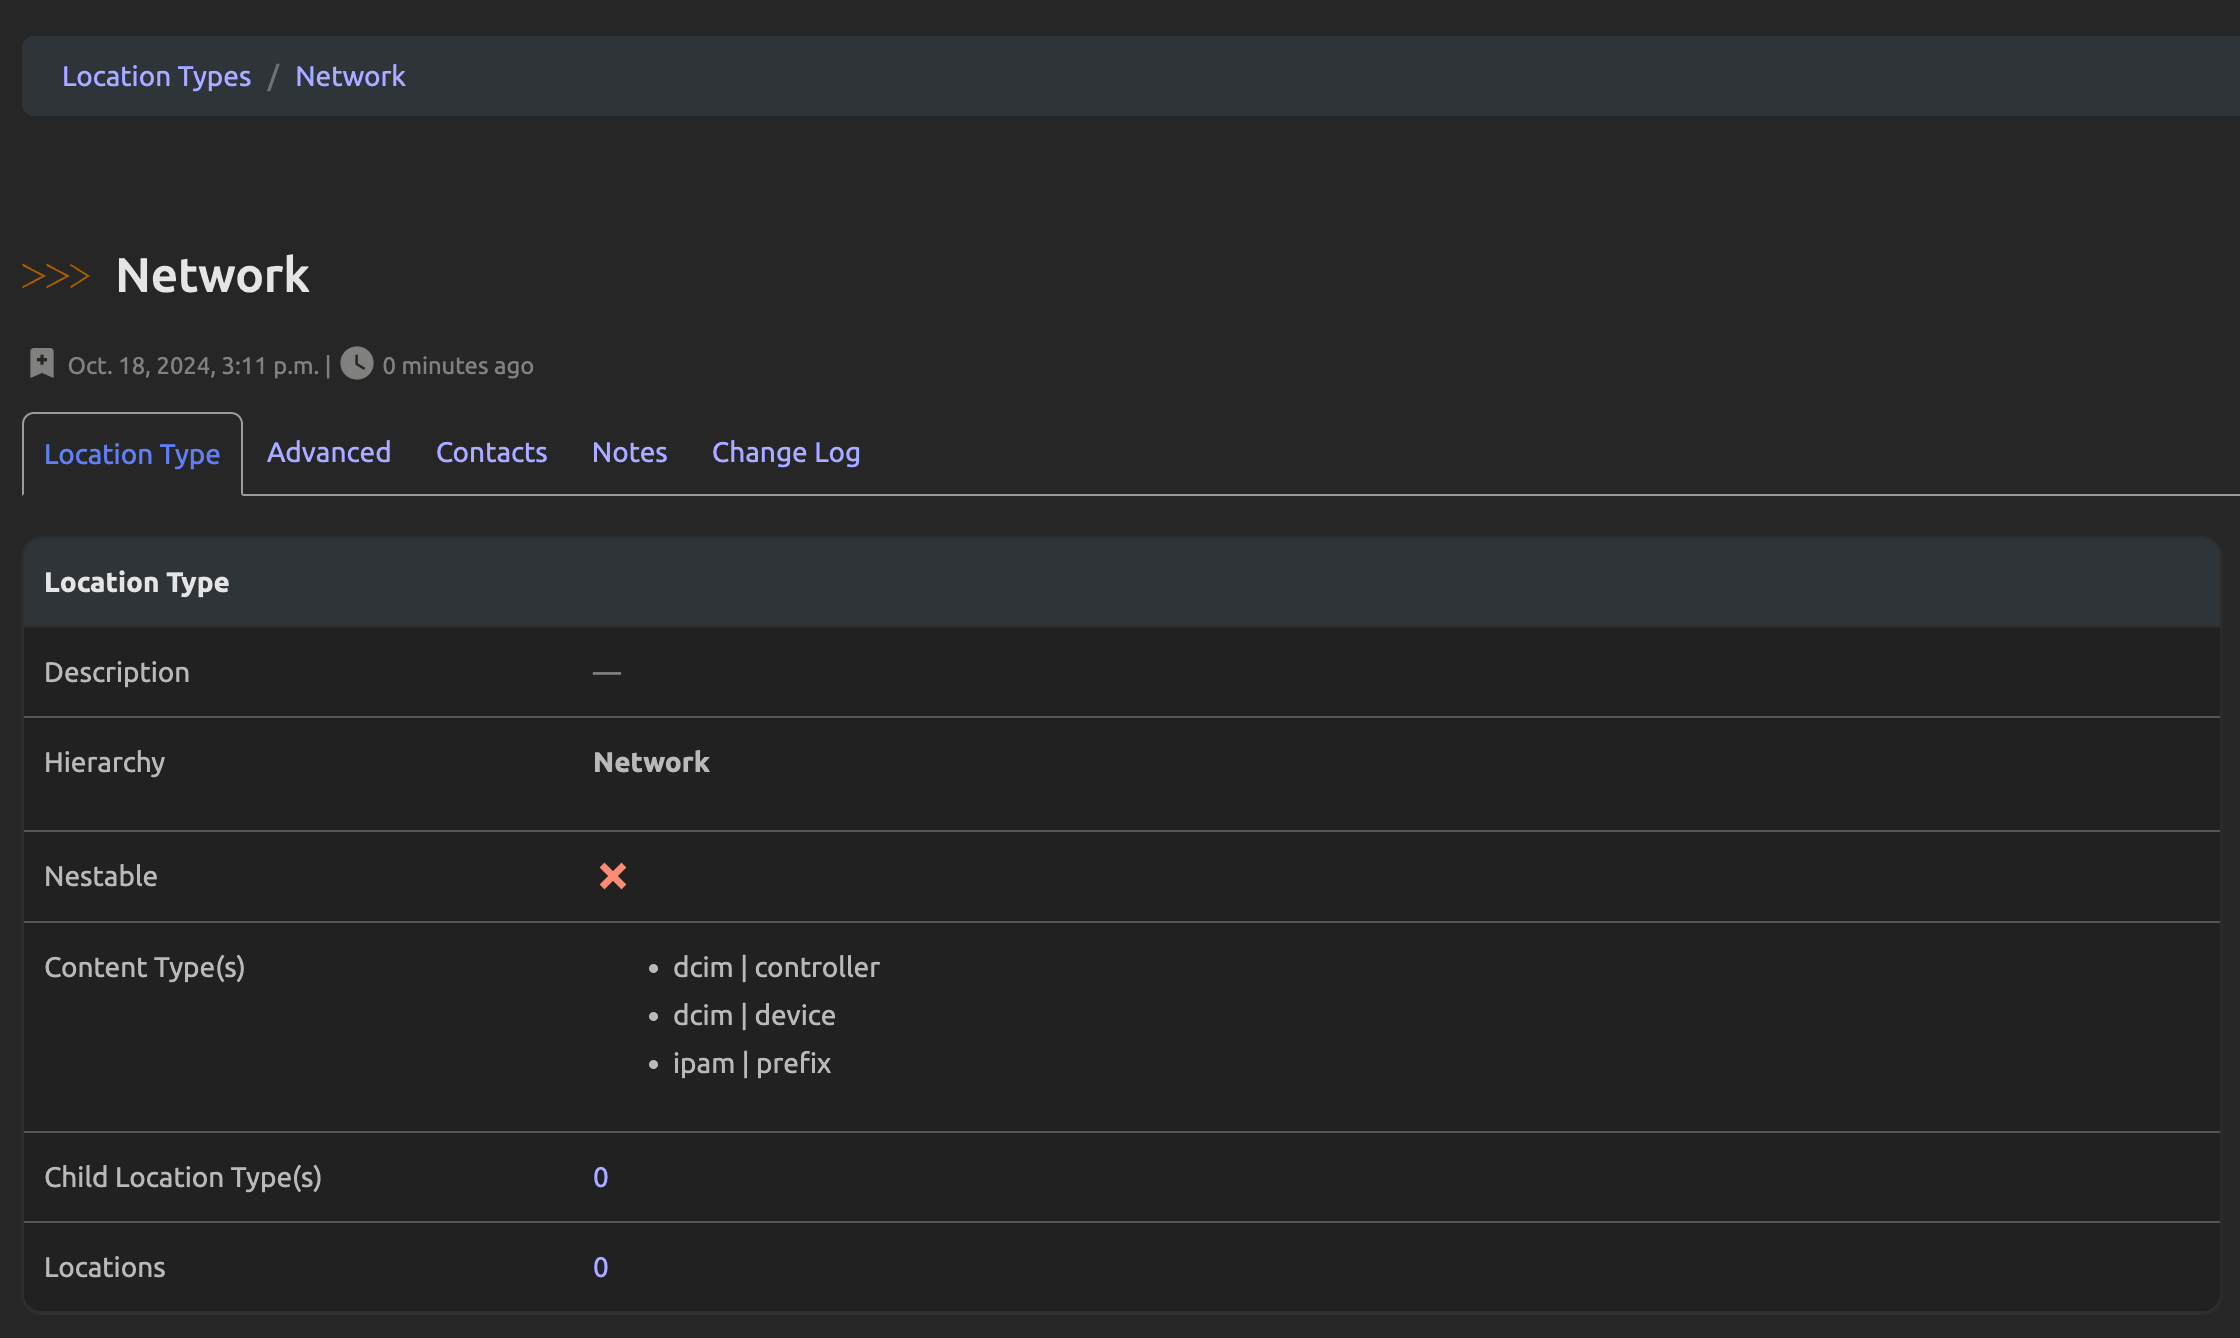 Location Types / Network
>>> Network
Oct. 18, 2024, 3:11 p.m. | 0 minutes ago
Location Type Advanced Contacts Notes Change Log
Location Type
Description —
Hierarchy Network
Nestable
Content Type(s)
• dcim | controller
• dcim | device
• ipam | prefix
Child Location Type(s) 0
Locations 0